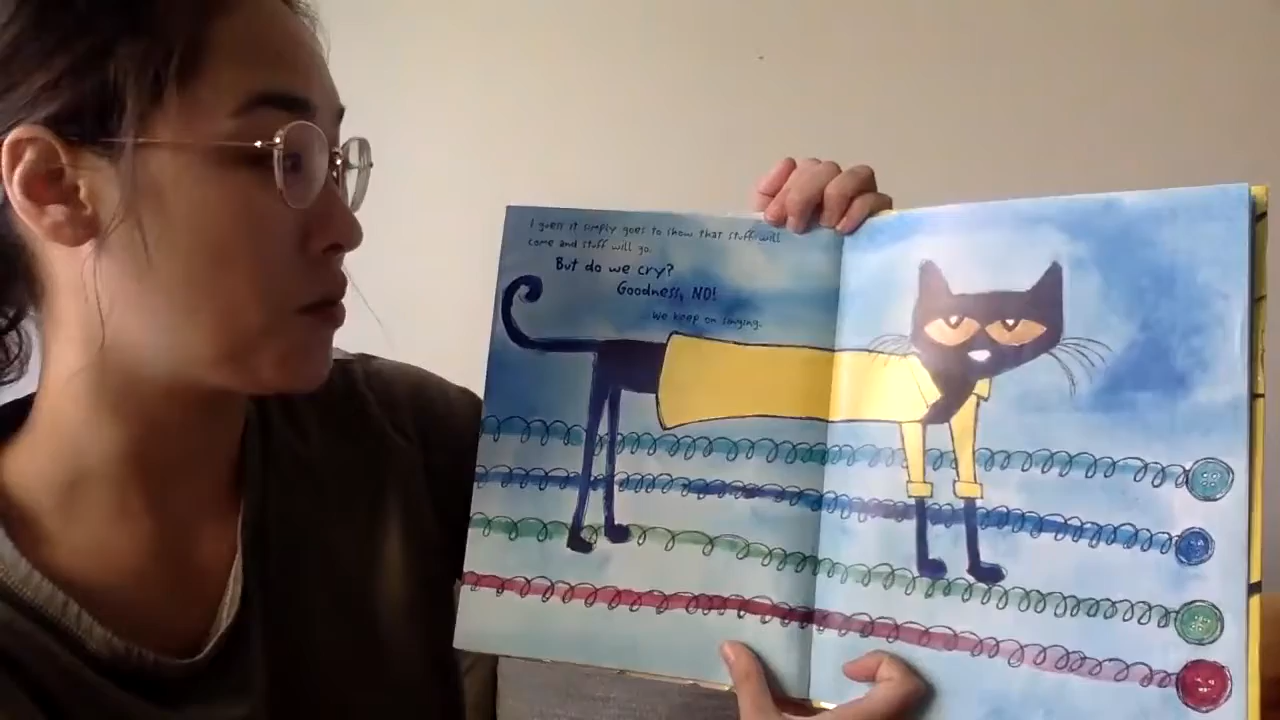 I guess it simply goes to show that stuff will
come and stuff will go.
But do we cry?
Goodness, NO!
We keep on singing.